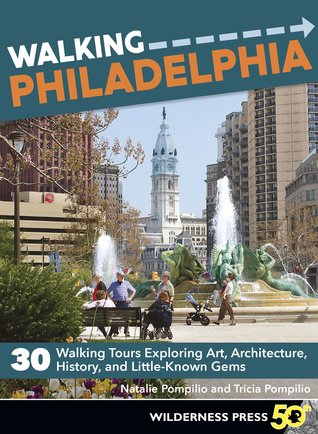 WALKING
PHILADELPHIA
30
Walking Tours Exploring Art, Architecture,
History, and Little-Known Gems
Natalie Pompilio and Tricia Pompilio
WILDERNESS PRESS 50